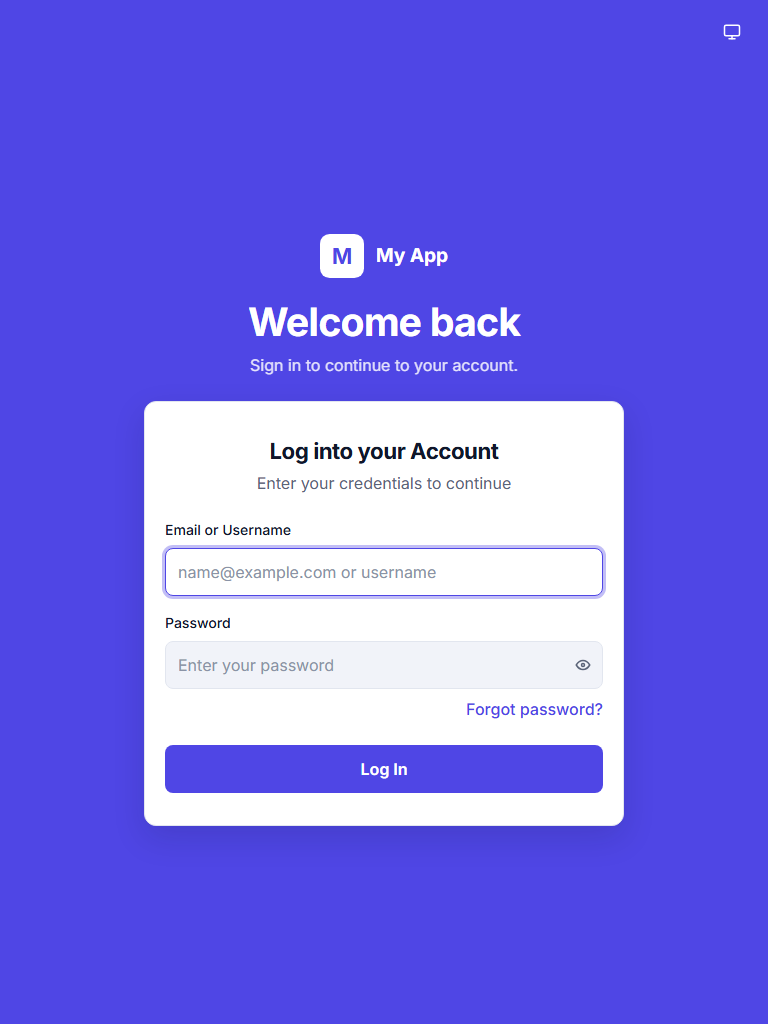 M My App
Welcome back
Sign in to continue to your account.
Log into your Account
Enter your credentials to continue
Email or Username
name@example.com or username
Password
Enter your password
Forgot password?
Log In